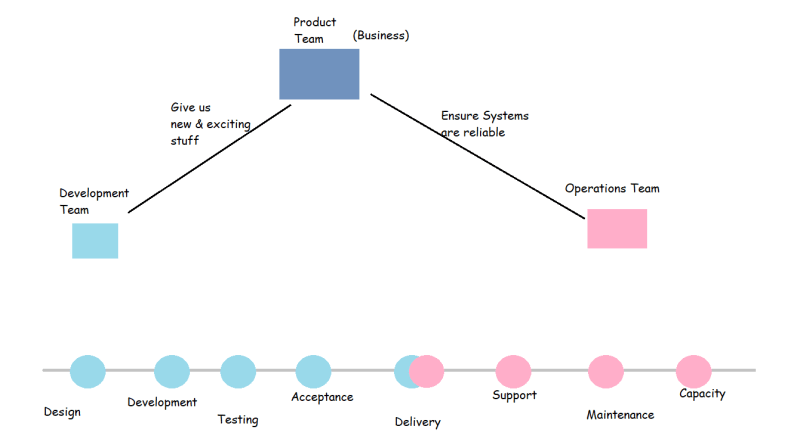 Product
Team
(Business)
Give us
new & exciting
stuff
Ensure Systems
are reliable
Development
Team
Operations Team
Design
Development
Testing
Acceptance
Delivery
Support
Maintenance
Capacity